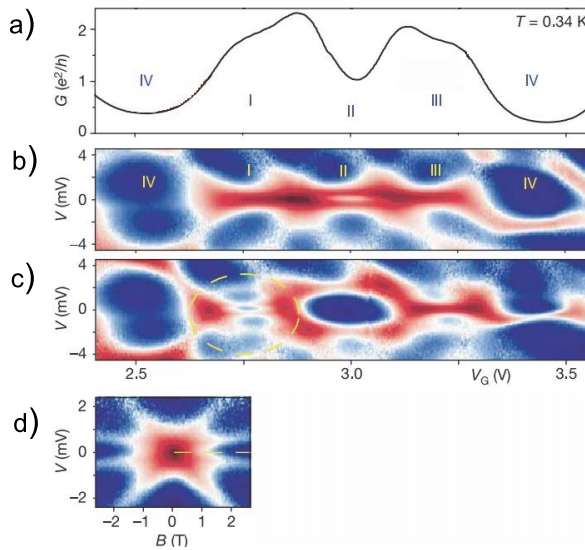 a)
G (e²/h)
2
1
0
T = 0.34 K
IV
I
II
III
IV
b)
V (mV)
4
0
−4
IV
I
II
III
IV
c)
V (mV)
4
0
−4
2.5
3.0
V_G (V)
3.5
d)
V (mV)
2
0
−2
−2
−1
0
1
2
B (T)